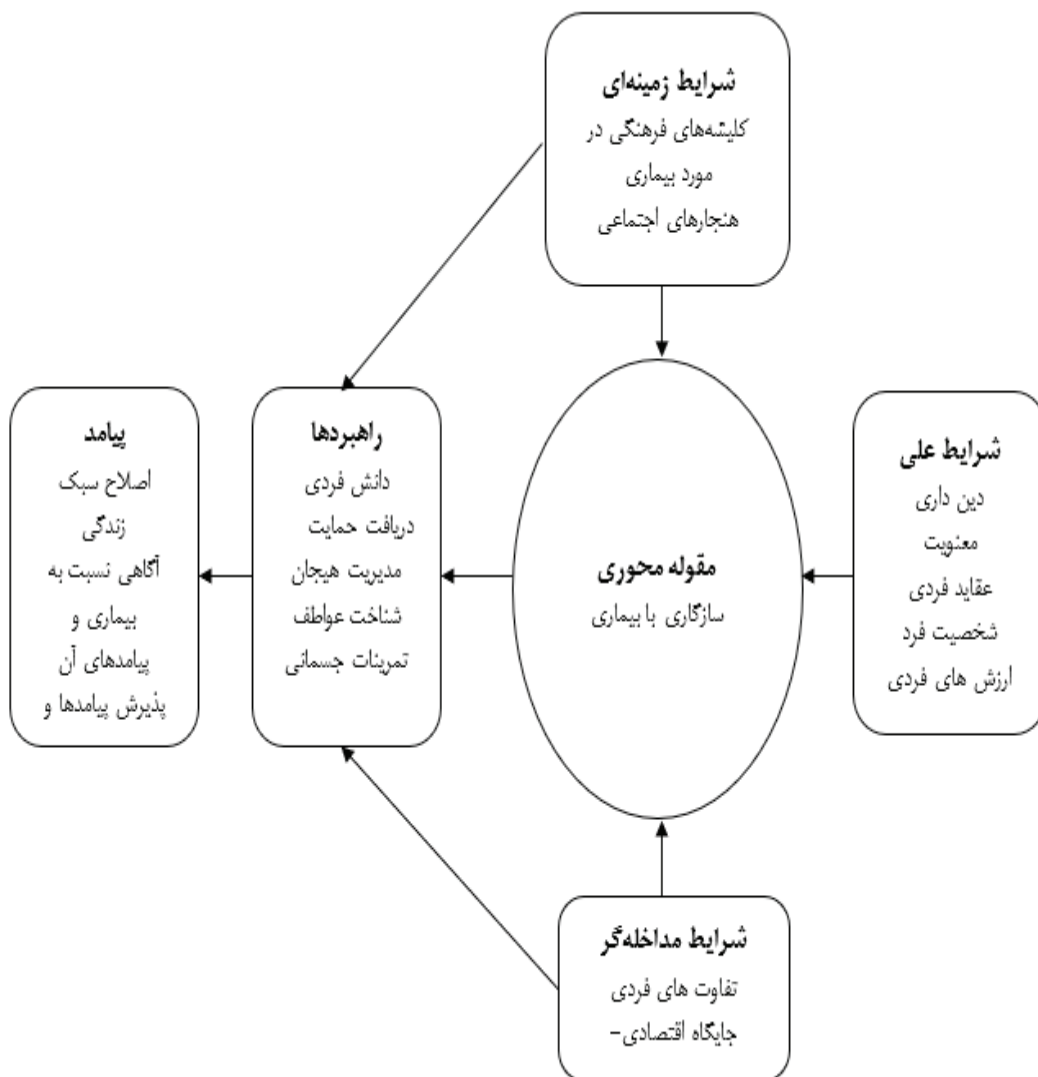 شرایط زمینه‌ای
کلیشه‌های فرهنگی در
مورد بیماری
هنجارهای اجتماعی
شرایط علی
دین داری
معنویت
عقاید فردی
شخصیت فرد
ارزش های فردی
مقوله محوری
سازگاری با بیماری
راهبردها
دانش فردی
دریافت حمایت
مدیریت هیجان
شناخت عواطف
تمرینات جسمانی
پیامد
اصلاح سبک
زندگی
آگاهی نسبت به
بیماری و
پیامدهای آن
پذیرش پیامدها و
شرایط مداخله‌گر
تفاوت های فردی
جایگاه اقتصادی-